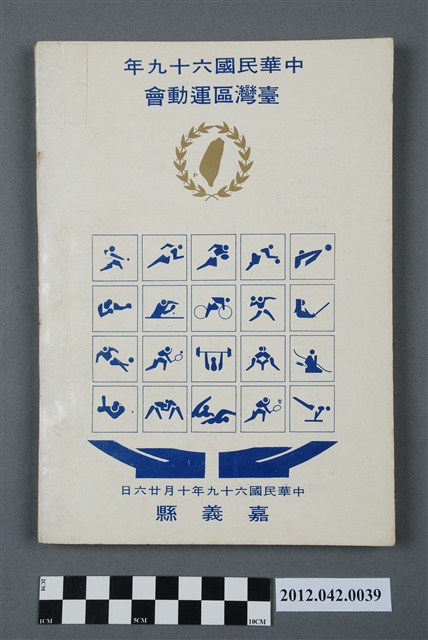 中華民國六十九年
臺灣區運動會
中華民國六十九年十月廿六日
嘉義縣
2CM
1CM
5CM
10CM
2012.042.0039